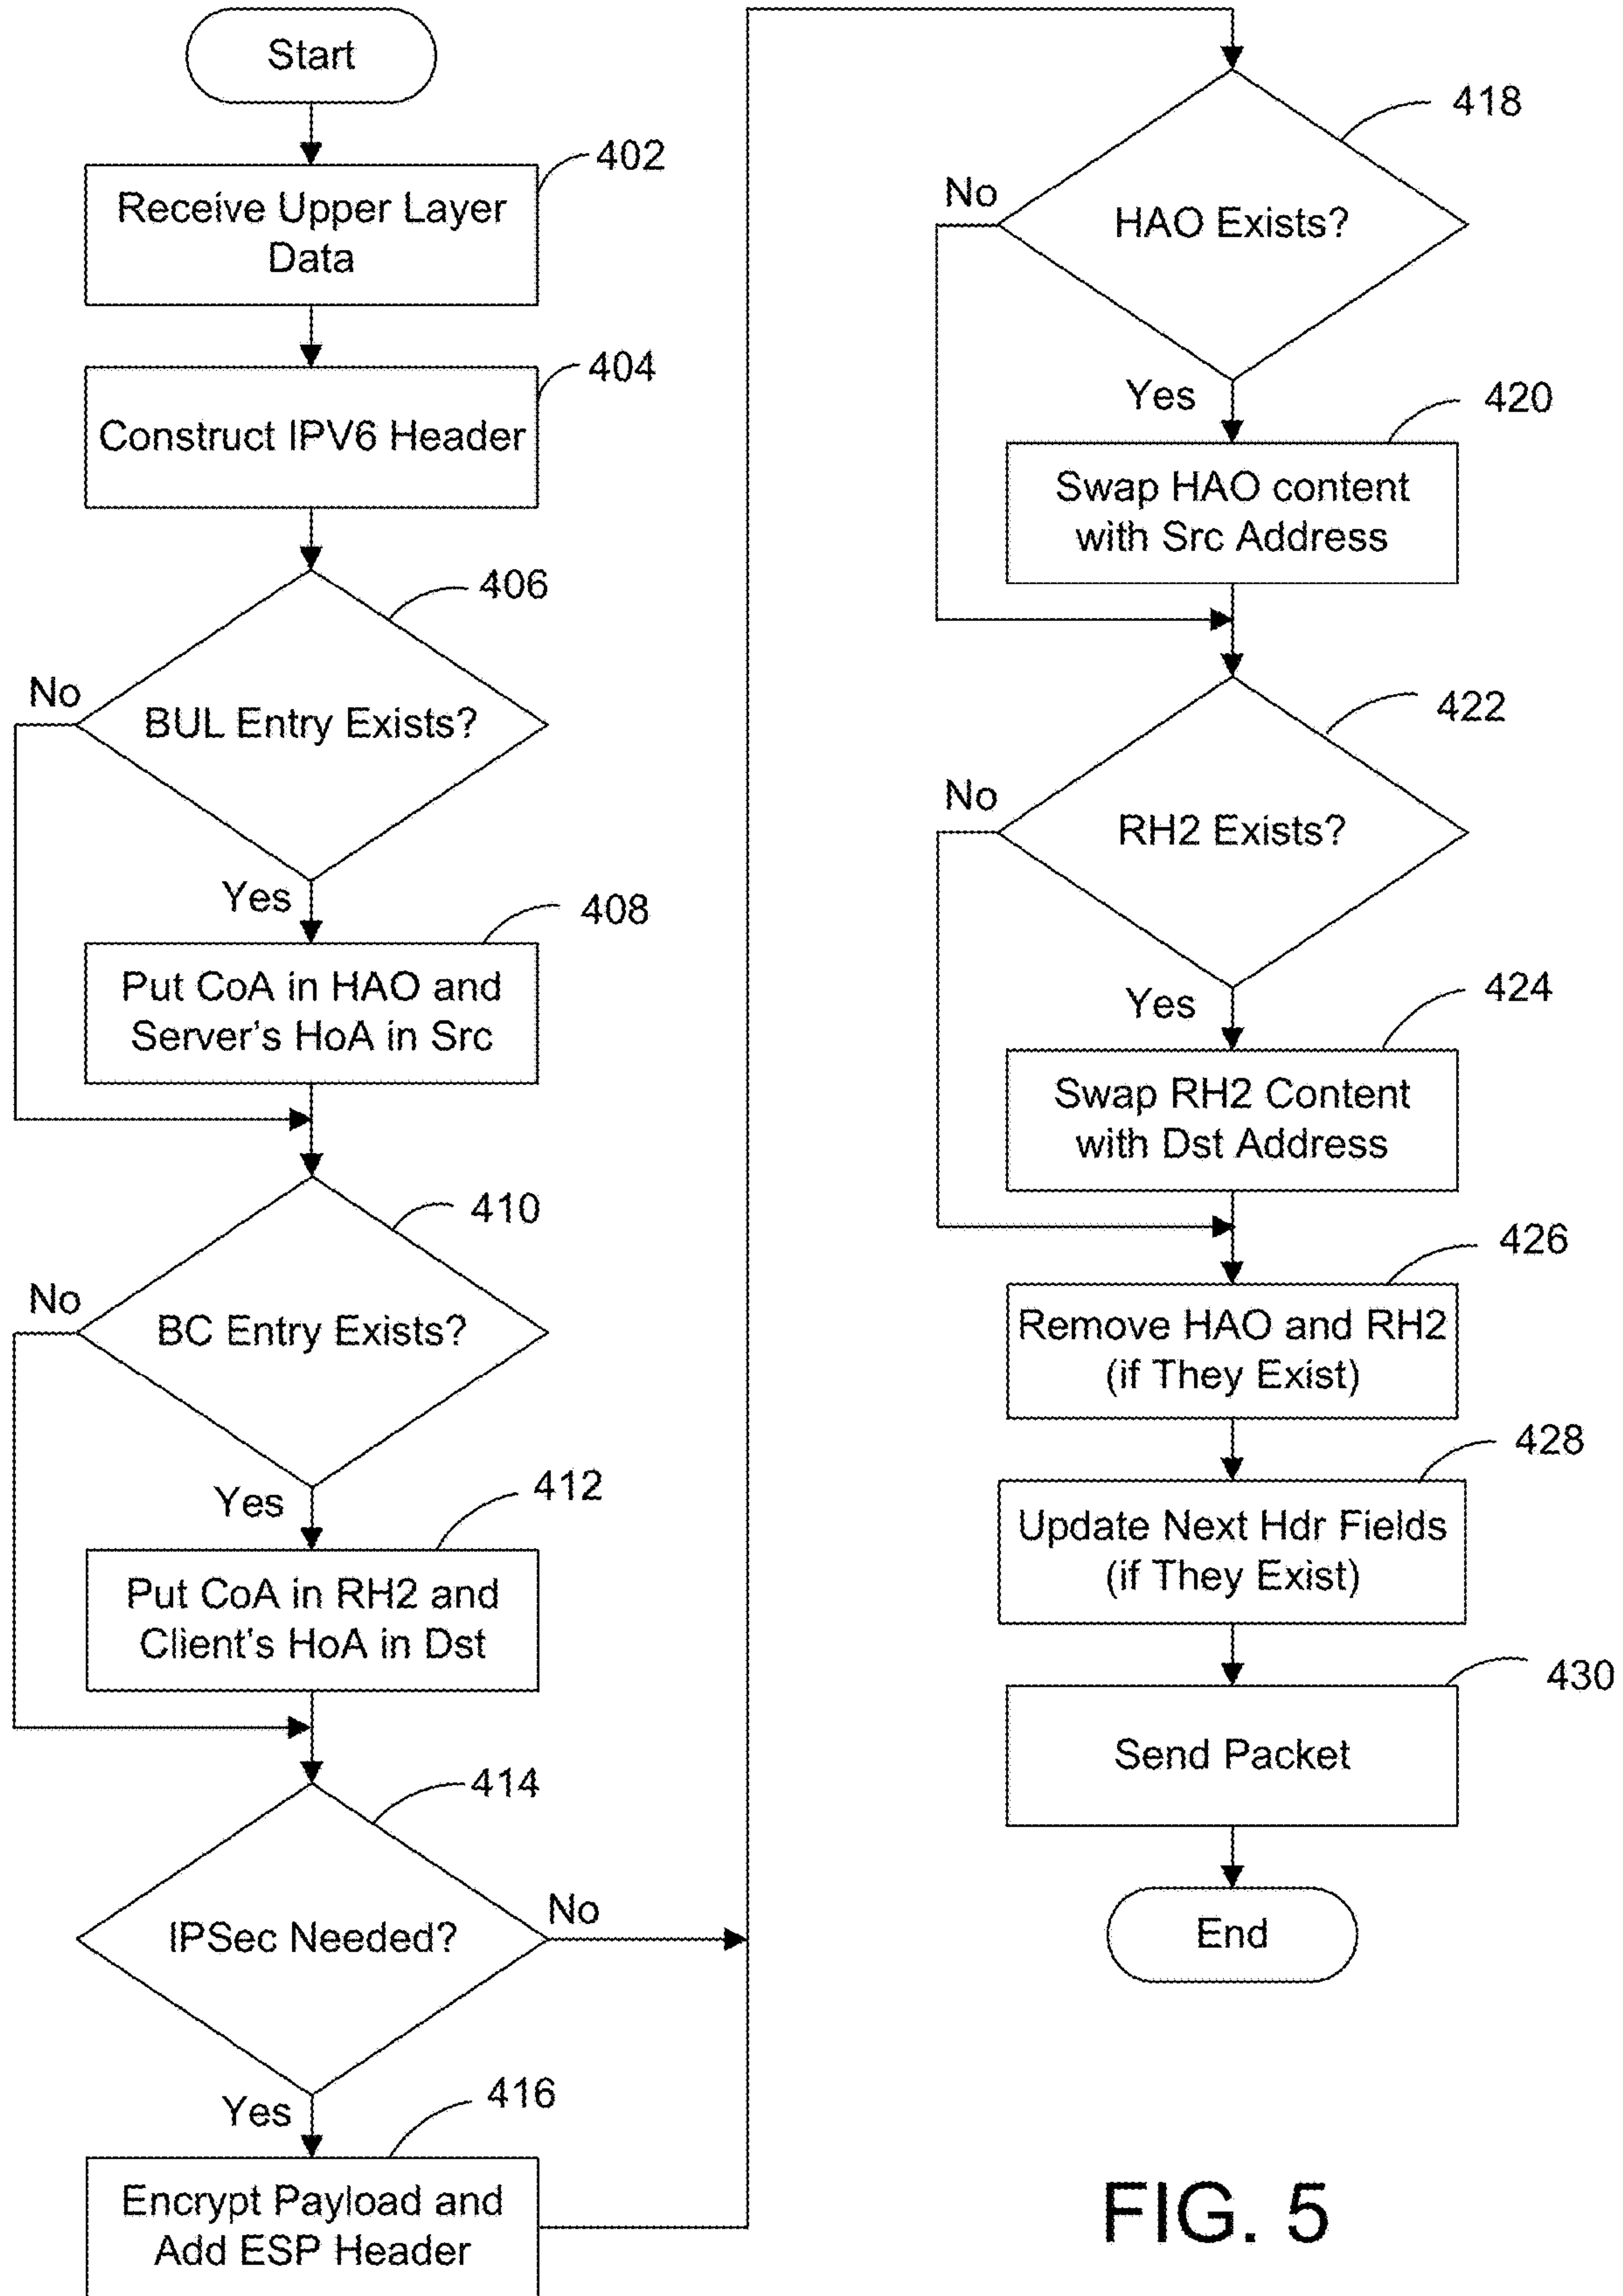 Start
402
Receive Upper Layer
Data
404
Construct IPV6 Header
406
No
BUL Entry Exists?
Yes
408
Put CoA in HAO and
Server's HoA in Src
410
No
BC Entry Exists?
Yes
412
Put CoA in RH2 and
Client's HoA in Dst
414
IPSec Needed?
No
Yes
416
Encrypt Payload and
Add ESP Header
418
No
HAO Exists?
Yes
420
Swap HAO content
with Src Address
422
No
RH2 Exists?
Yes
424
Swap RH2 Content
with Dst Address
426
Remove HAO and RH2
(if They Exist)
428
Update Next Hdr Fields
(if They Exist)
430
Send Packet
End
FIG. 5